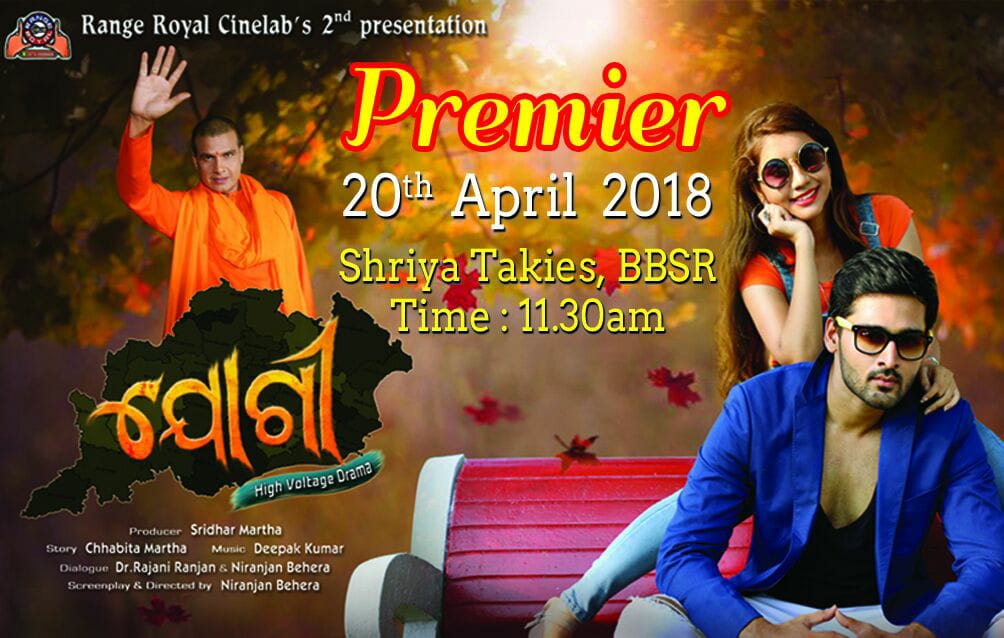 Range Royal Cinelab's 2nd presentation
Premier
20th April 2018
Shriya Takies, BBSR
Time : 11.30am
ଯୋଗୀ
High Voltage Drama
Producer Sridhar Martha
Story Chhabita Martha Music Deepak Kumar
Dialogue Dr.Rajani Ranjan & Niranjan Behera
Screenplay & Directed by Niranjan Behera